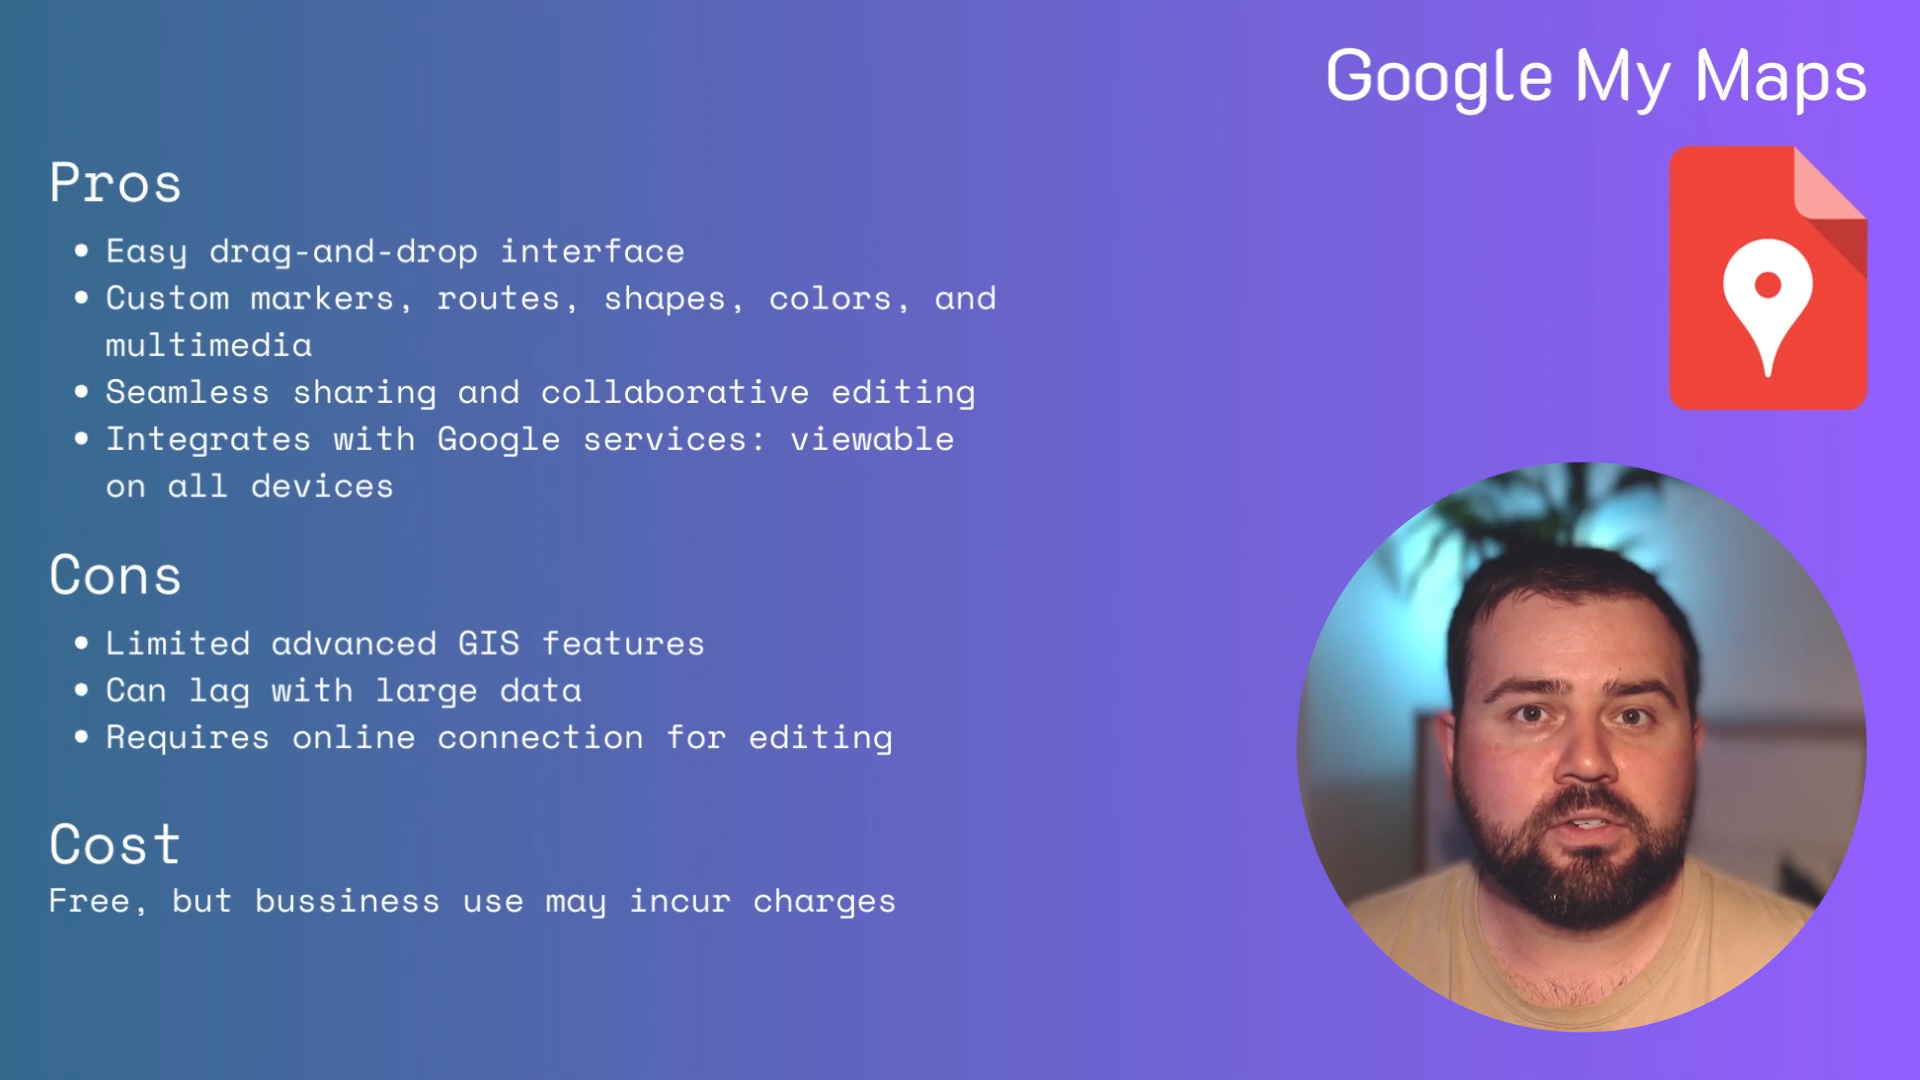 Google My Maps
Pros
• Easy drag-and-drop interface
• Custom markers, routes, shapes, colors, and
multimedia
• Seamless sharing and collaborative editing
• Integrates with Google services: viewable
on all devices
Cons
• Limited advanced GIS features
• Can lag with large data
• Requires online connection for editing
Cost
Free, but bussiness use may incur charges